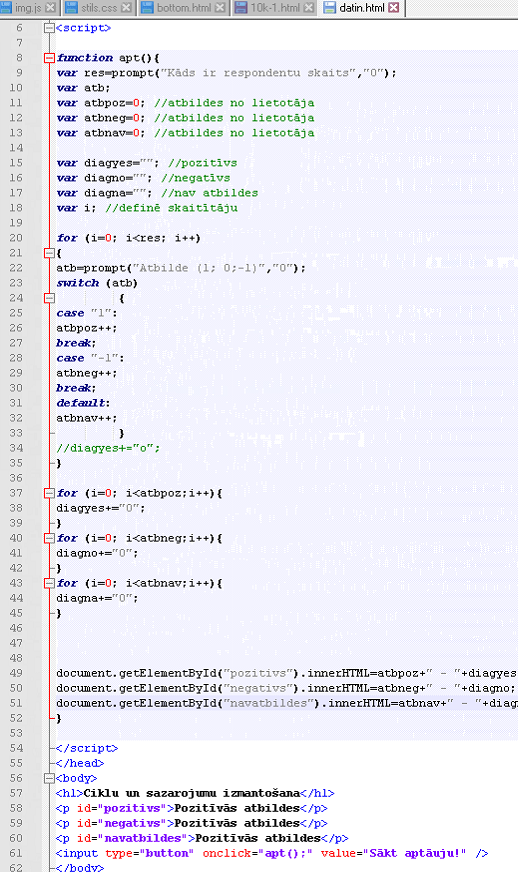 img.js stils.css bottom.html 10k-1.html datin.html
6 <script>
7
8 function apt(){
9 var res=prompt("Kāds ir respondentu skaits","0");
10 var atb;
11 var atbpoz=0; //atbildes no lietotāja
12 var atbneg=0; //atbildes no lietotāja
13 var atbnav=0; //atbildes no lietotāja
14
15 var diagyes=""; //pozitīvs
16 var diagno=""; //negatīvs
17 var diagna=""; //nav atbildes
18 var i; //definē skaitītāju
19
20 for (i=0; i<res; i++)
21 {
22 atb=prompt("Atbilde (1; 0;-1)","0");
23 switch (atb)
24 {
25 case "1":
26 atbpoz++;
27 break;
28 case "-1":
29 atbneg++;
30 break;
31 default:
32 atbnav++;
33 }
34 //diagyes+="o";
35 }
36
37 for (i=0; i<atbpoz;i++){
38 diagyes+="0";
39 }
40 for (i=0; i<atbneg;i++){
41 diagno+="0";
42 }
43 for (i=0; i<atbnav;i++){
44 diagna+="0";
45 }
46
47
48
49 document.getElementById("pozitivs").innerHTML=atbpoz+" - "+diagyes
50 document.getElementById("negativs").innerHTML=atbneg+" - "+diagno;
51 document.getElementById("navatbildes").innerHTML=atbnav+" - "+diag
52 }
53
54 </script>
55 </head>
56 <body>
57 <h1>Ciklu un sazarojumu izmantošana</h1>
58 <p id="pozitivs">Pozitīvās atbildes</p>
59 <p id="negativs">Pozitīvās atbildes</p>
60 <p id="navatbildes">Pozitīvās atbildes</p>
61 <input type="button" onclick="apt();" value="Sākt aptāuju!" />
62 </body>